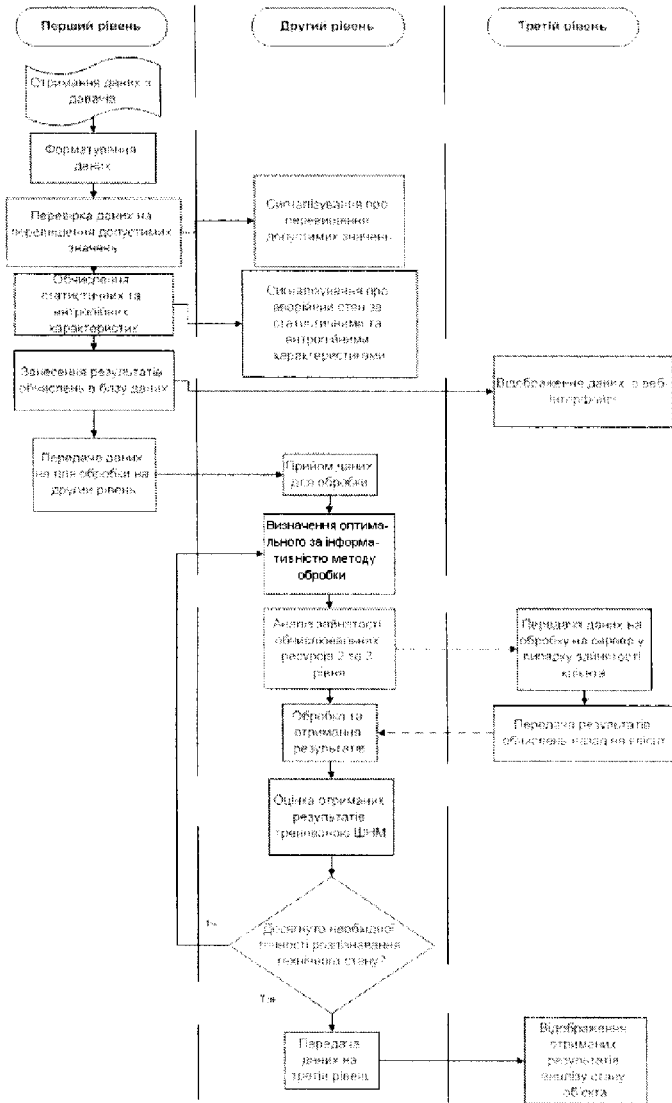 Перший рівень
Другий рівень
Третій рівень
Отримання даних з
давачів
Форматування
даних
Перевірка даних на
перевищення допустимих
значень
Сигналізування про
перевищення
допустимих значень
Обчислення
статистичних та
ентропійних
характеристик
Сигналізування про
аварійний стан за
статистичними та
ентропійними
характеристиками
Занесення результатів
обчислень в базу даних
Відображення даних в веб-
інтерфейсі
Передача даних
на для обробки на
другий рівень
Прийом даних
для обробки
Визначення оптима-
льного за інформа-
тивністю методу
обробки
Аналіз зайнятості
обчислювальних
ресурсів 2 то 3
рівня
Передача даних на
обробку на сервер у
випадку зайнятості
клієнта
Обробка та
отримання
результатів
Передача результатів
обчислень назад на клієнт
Оцінка отриманих
результатів
тренованою ШНМ
Досягнуто необхідної
точності розпізнавання
технічного стану?
Так
Передача
даних на
третій рівень
Відображення
отриманих
результатів
аналізу стану
об'єкта